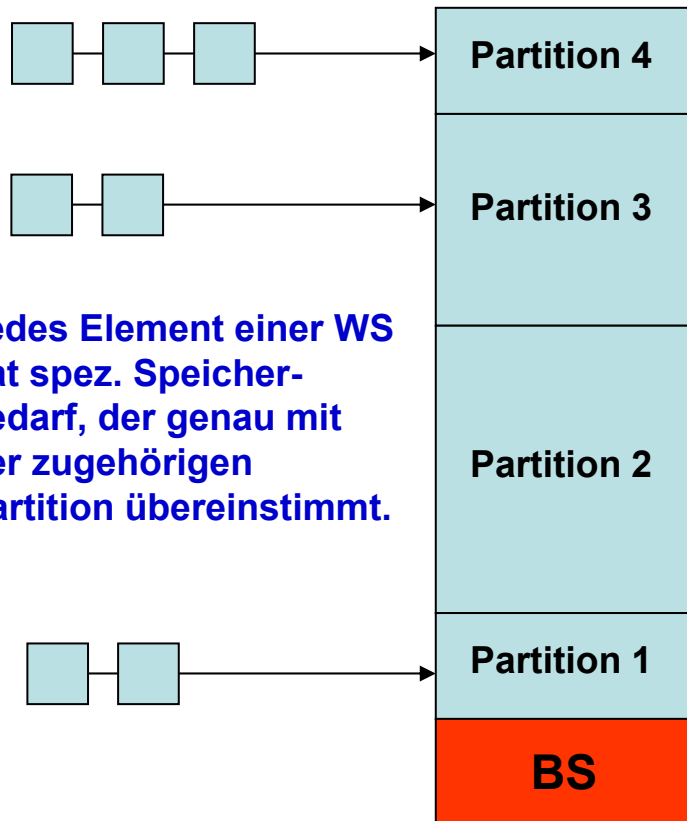 Partition 4
Partition 3
edes Element einer WS
at spez. Speicher-
edarf, der genau mit
er zugehörigen
artition übereinstimmt.
Partition 2
Partition 1
BS